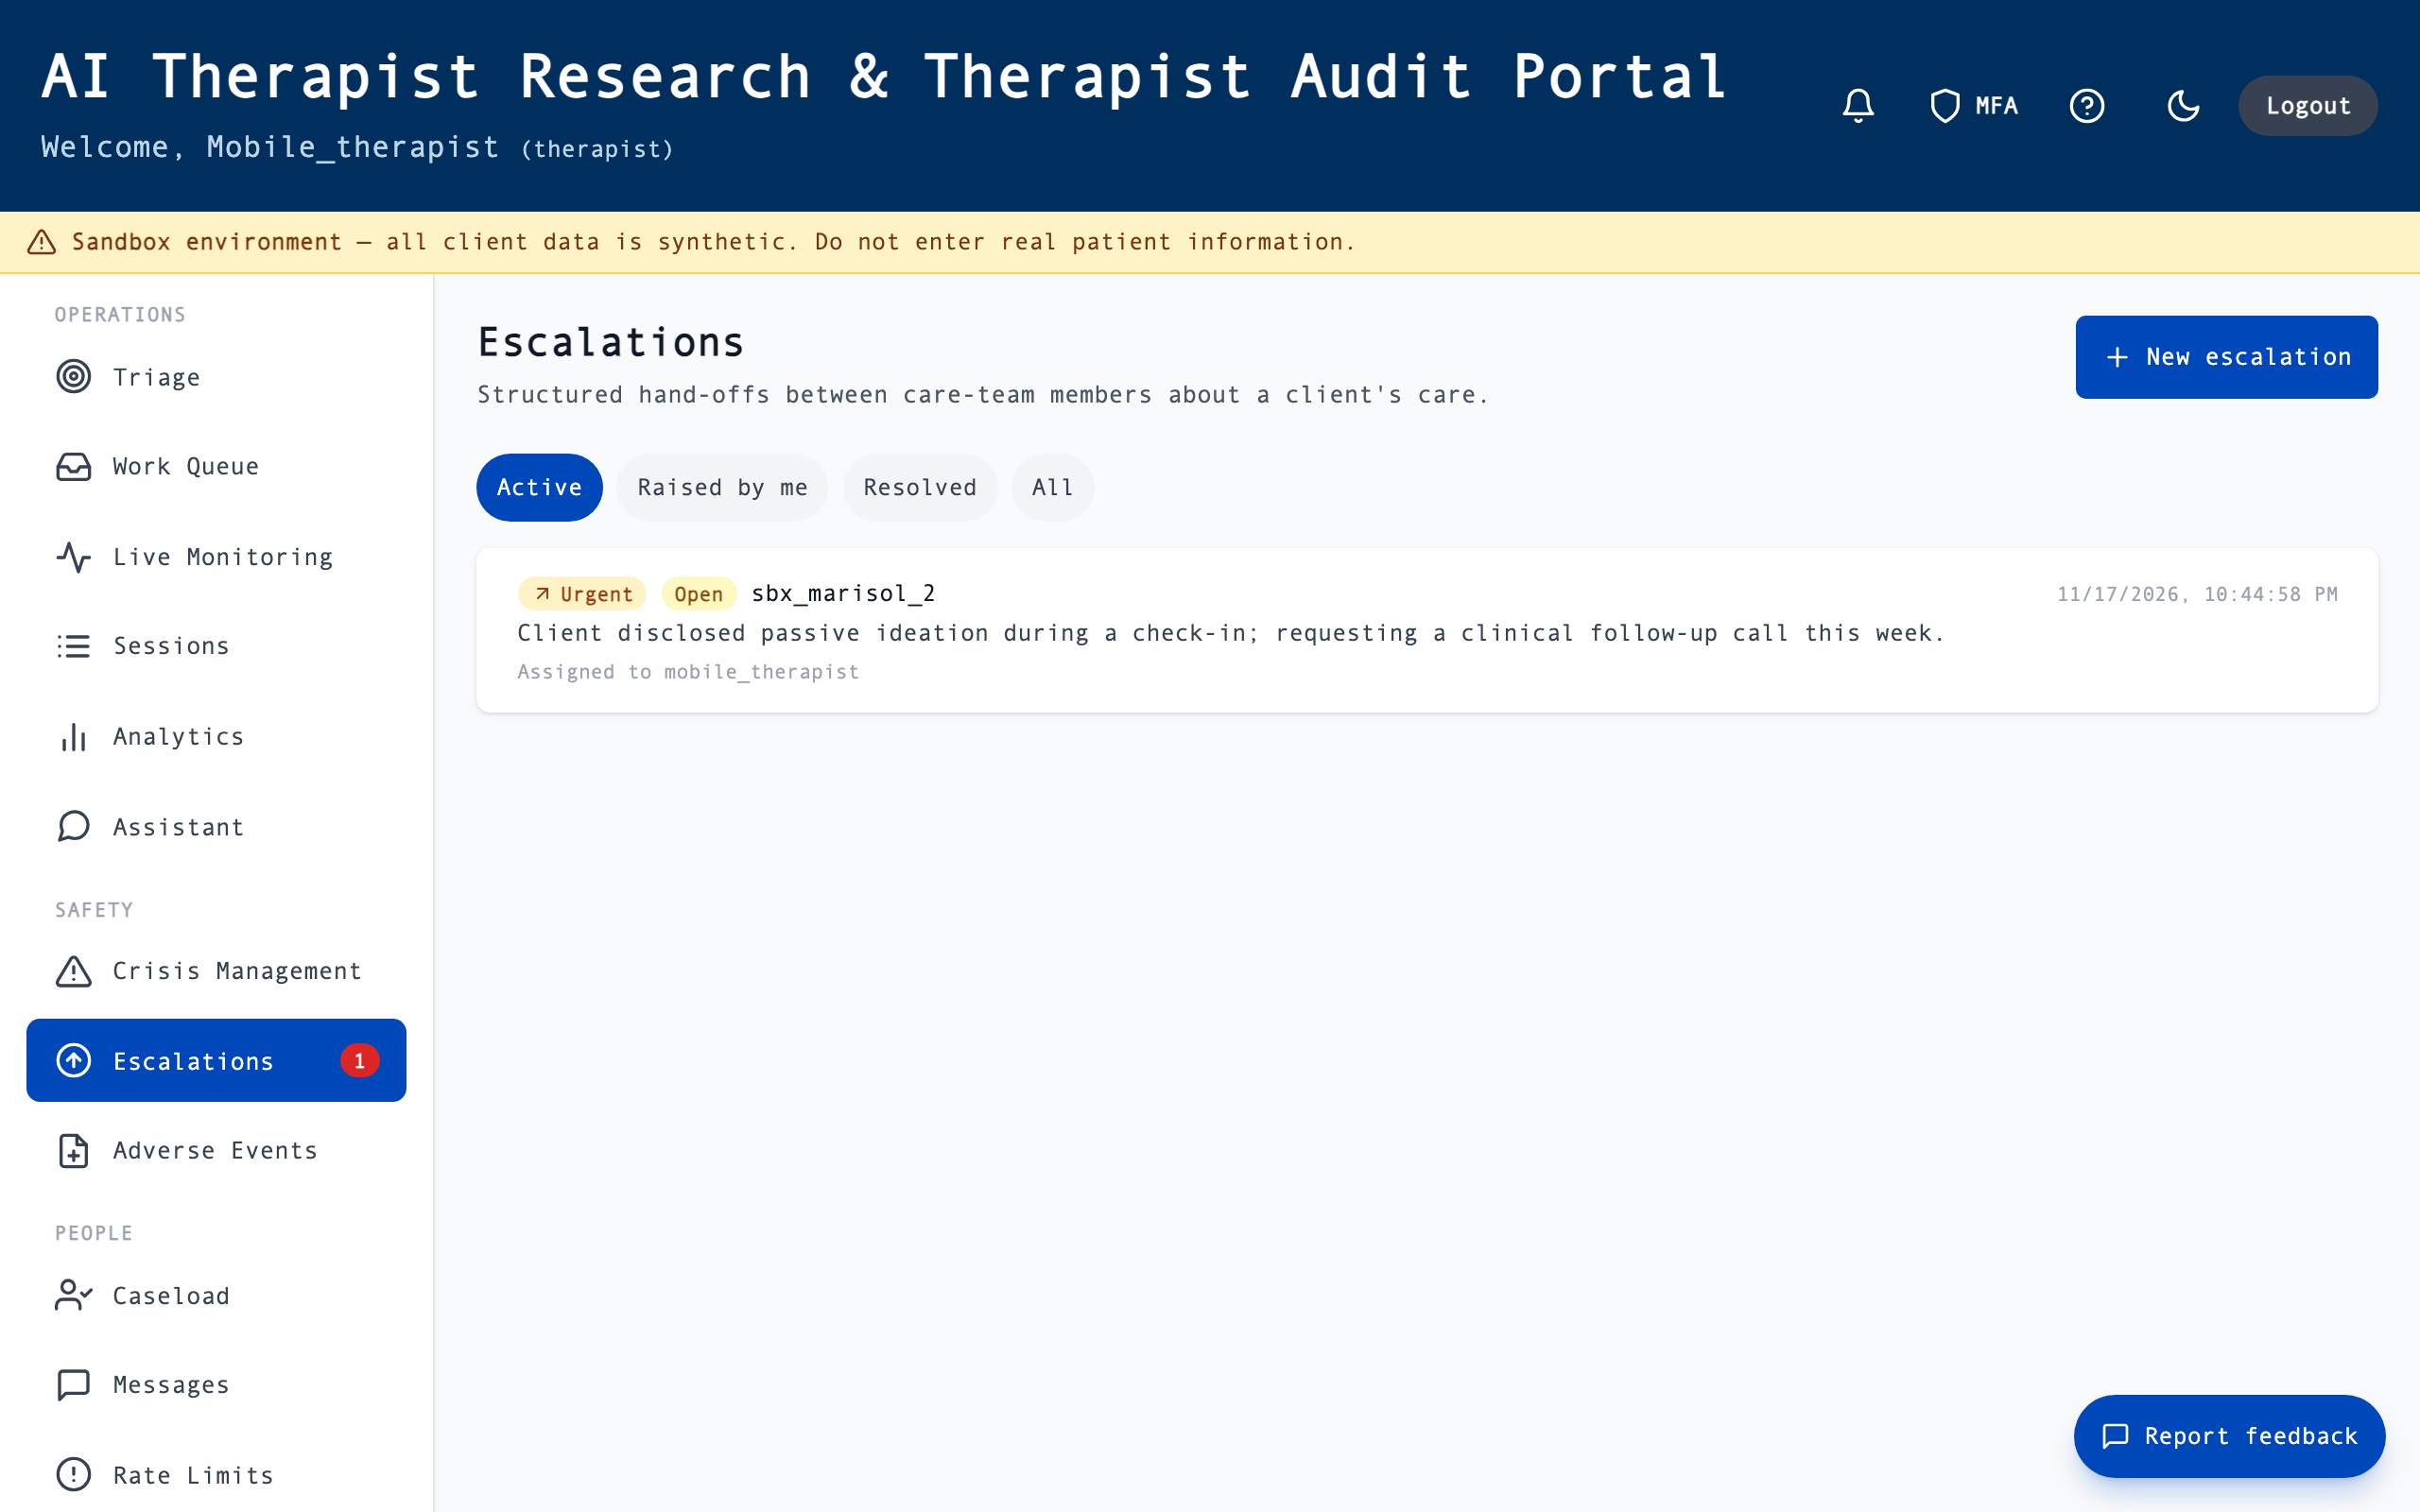 AI Therapist Research & Therapist Audit Portal
Welcome, Mobile_therapist (therapist)
MFA
Logout
Sandbox environment — all client data is synthetic. Do not enter real patient information.
OPERATIONS
Triage
Work Queue
Live Monitoring
Sessions
Analytics
Assistant
SAFETY
Crisis Management
Escalations 1
Adverse Events
PEOPLE
Caseload
Messages
Rate Limits
Escalations
Structured hand-offs between care-team members about a client's care.
+ New escalation
Active Raised by me Resolved All
Urgent Open sbx_marisol_2 11/17/2026, 10:44:58 PM
Client disclosed passive ideation during a check-in; requesting a clinical follow-up call this week.
Assigned to mobile_therapist
Report feedback